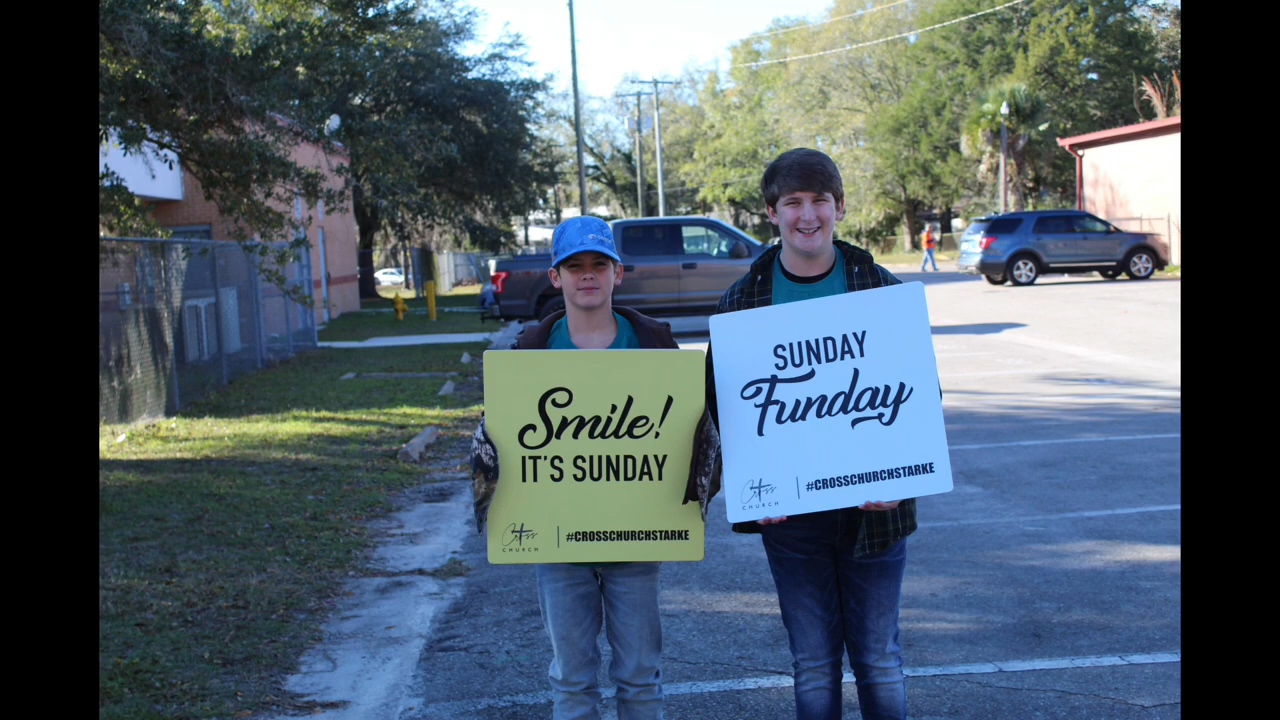 Smile!
IT'S SUNDAY
Cross
CHURCH
#CROSSCHURCHSTARKE
SUNDAY
Funday
Cross
CHURCH
#CROSSCHURCHSTARKE